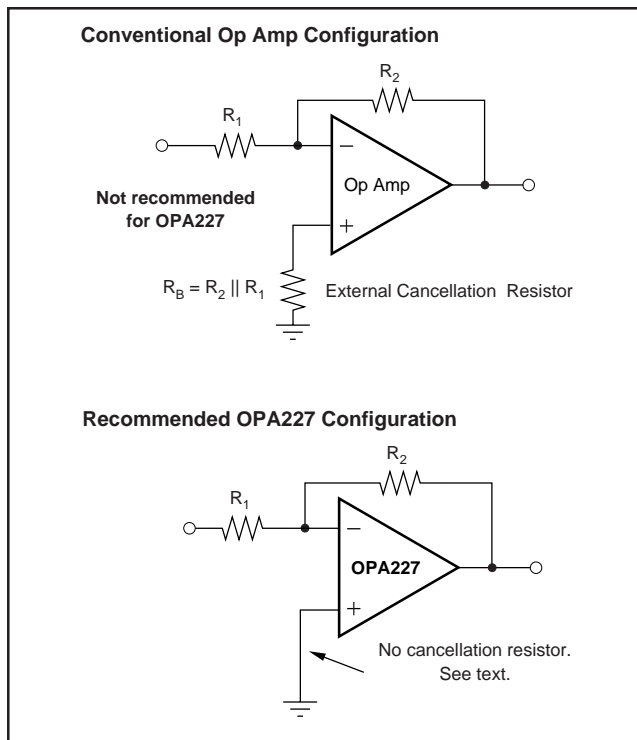 Conventional Op Amp Configuration
R₂
R₁
−
Op Amp
Not recommended
for OPA227
+
R_B = R₂ || R₁
External Cancellation Resistor
Recommended OPA227 Configuration
R₂
R₁
−
OPA227
+
No cancellation resistor.
See text.